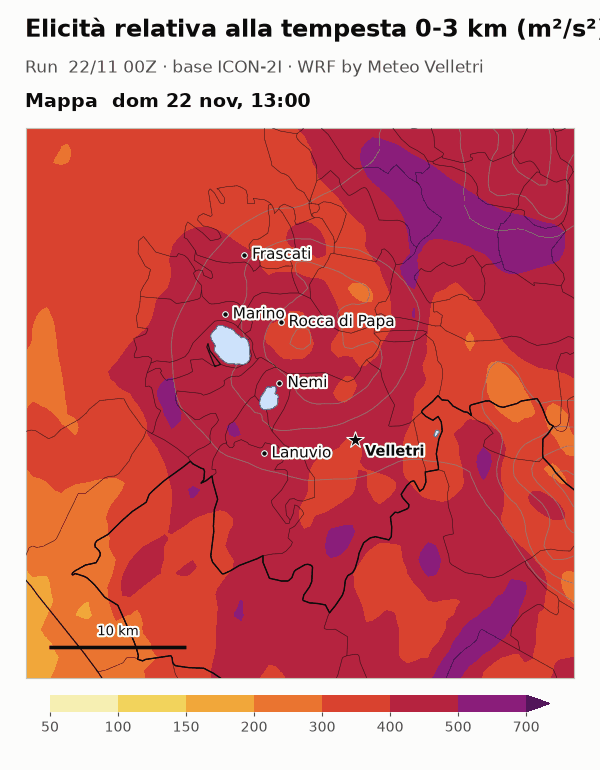 Elicità relativa alla tempesta 0-3 km (m²/s²)
Run 22/11 00Z · base ICON-2I · WRF by Meteo Velletri
Mappa dom 22 nov, 13:00
Frascati
Marino
Rocca di Papa
Nemi
Velletri
Lanuvio
10 km
50 100 150 200 300 400 500 700